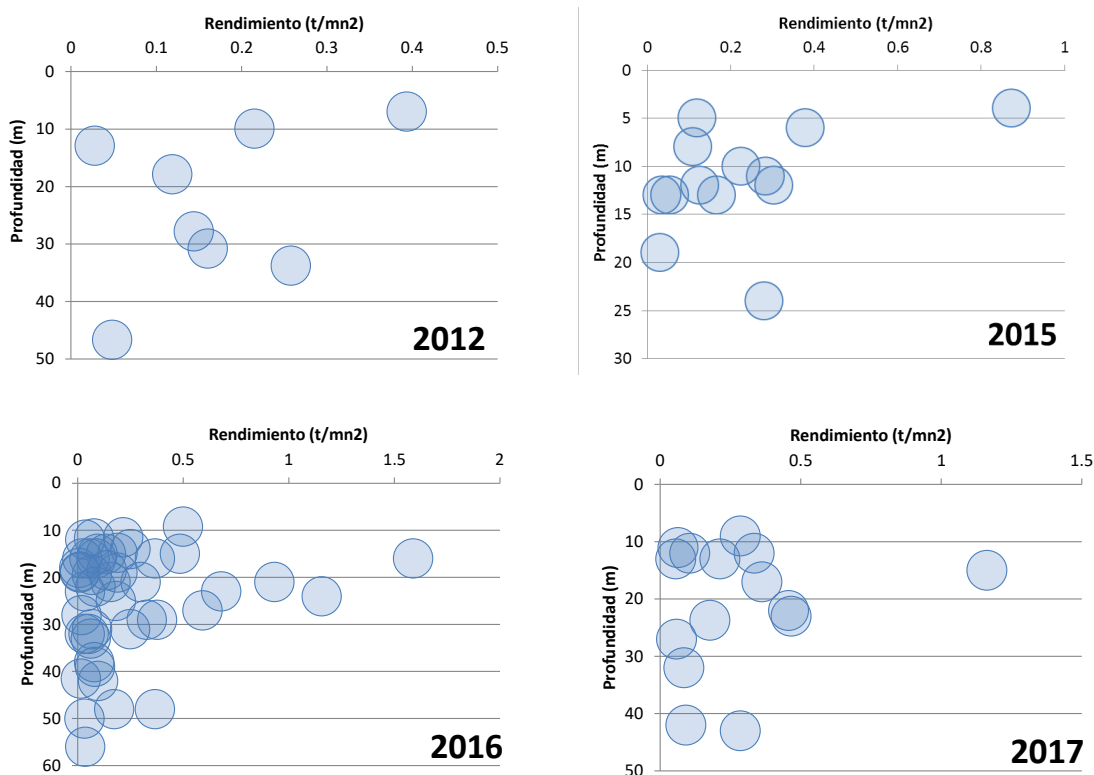 Rendimiento (t/mn2)
0 0.1 0.2 0.3 0.4 0.5
0
10
20
30
40
50
Profundidad (m)
2012
Rendimiento (t/mn2)
0 0.2 0.4 0.6 0.8 1
0
5
10
15
20
25
30
Profundidad (m)
2015
Rendimiento (t/mn2)
0 0.5 1 1.5 2
0
10
20
30
40
50
60
Profundidad (m)
2016
Rendimiento (t/mn2)
0 0.5 1 1.5
0
10
20
30
40
50
Profundidad (m)
2017